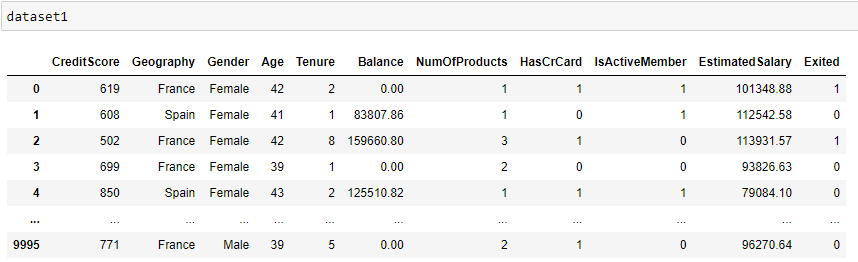 dataset1
CreditScore Geography Gender Age Tenure Balance NumOfProducts HasCrCard IsActiveMember EstimatedSalary Exited
0 619 France Female 42 2 0.00 1 1 1 101348.88 1
1 608 Spain Female 41 1 83807.86 1 0 1 112542.58 0
2 502 France Female 42 8 159660.80 3 1 0 113931.57 1
3 699 France Female 39 1 0.00 2 0 0 93826.63 0
4 850 Spain Female 43 2 125510.82 1 1 1 79084.10 0
... ... ... ... ... ... ... ... ... ... ... ...
9995 771 France Male 39 5 0.00 2 1 0 96270.64 0